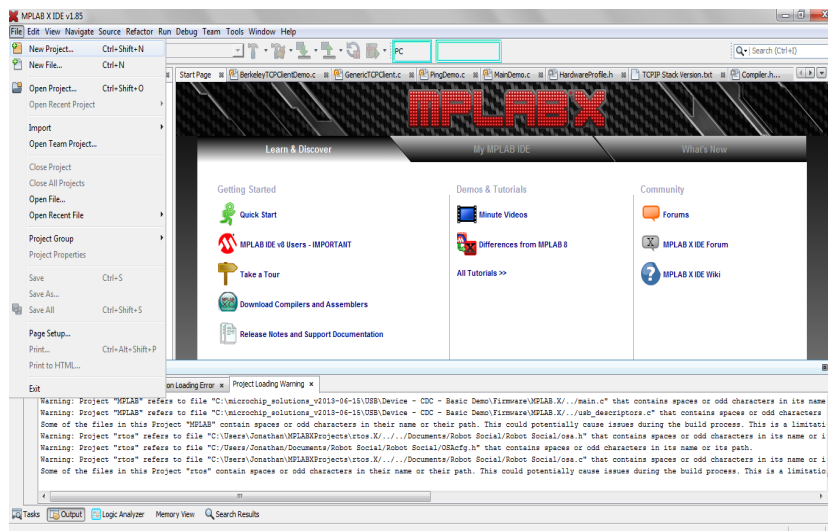 MPLAB X IDE v1.85
File Edit View Navigate Source Refactor Run Debug Team Tools Window Help
New Project... Ctrl+Shift+N
New File... Ctrl+N
Open Project... Ctrl+Shift+O
Open Recent Project
Import
Open Team Project...
Close Project
Close All Projects
Open File...
Open Recent File
Project Group
Project Properties
Save Ctrl+S
Save As...
Save All Ctrl+Shift+S
Page Setup...
Print... Ctrl+Alt+Shift+P
Print to HTML...
Exit
PC
Search (Ctrl+I)
Start Page BerkeleyTCPClientDemo.c GenericTCPClient.c PingDemo.c MainDemo.c HardwareProfile.h TCPIP Stack Version.txt Compiler.h...
MPLABX
Learn & Discover My MPLAB IDE What's New
Getting Started
Quick Start
MPLAB IDE v8 Users - IMPORTANT
Take a Tour
Download Compilers and Assemblers
Release Notes and Support Documentation
Demos & Tutorials
Minute Videos
Differences from MPLAB 8
All Tutorials >>
Community
Forums
MPLAB X IDE Forum
MPLAB X IDE Wiki
on Loading Error Project Loading Warning
Warning: Project "MPLAB" refers to file "C:\microchip_solutions_v2013-06-15\USB\Device - CDC - Basic Demo\Firmware\MPLAB.X/../main.c" that contains spaces or odd characters in its name
Warning: Project "MPLAB" refers to file "C:\microchip_solutions_v2013-06-15\USB\Device - CDC - Basic Demo\Firmware\MPLAB.X/../usb_descriptors.c" that contains spaces or odd characters
Some of the files in this Project "MPLAB" contain spaces or odd characters in their name or their path. This could potentially cause issues during the build process. This is a limitati
Warning: Project "rtos" refers to file "C:\Users\Jonathan\MPLABXProjects\rtos.X/../../Documents/Robot Social/Robot Social/osa.h" that contains spaces or odd characters in its name or i
Warning: Project "rtos" refers to file "C:/Users/Jonathan/Documents/Robot Social/Robot Social/OSAcfg.h" that contains spaces or odd characters in its name or its path.
Warning: Project "rtos" refers to file "C:\Users\Jonathan\MPLABXProjects\rtos.X/../../Documents/Robot Social/Robot Social/osa.c" that contains spaces or odd characters in its name or i
Some of the files in this Project "rtos" contain spaces or odd characters in their name or their path. This could potentially cause issues during the build process. This is a limitatio
Tasks Output Logic Analyzer Memory View Search Results